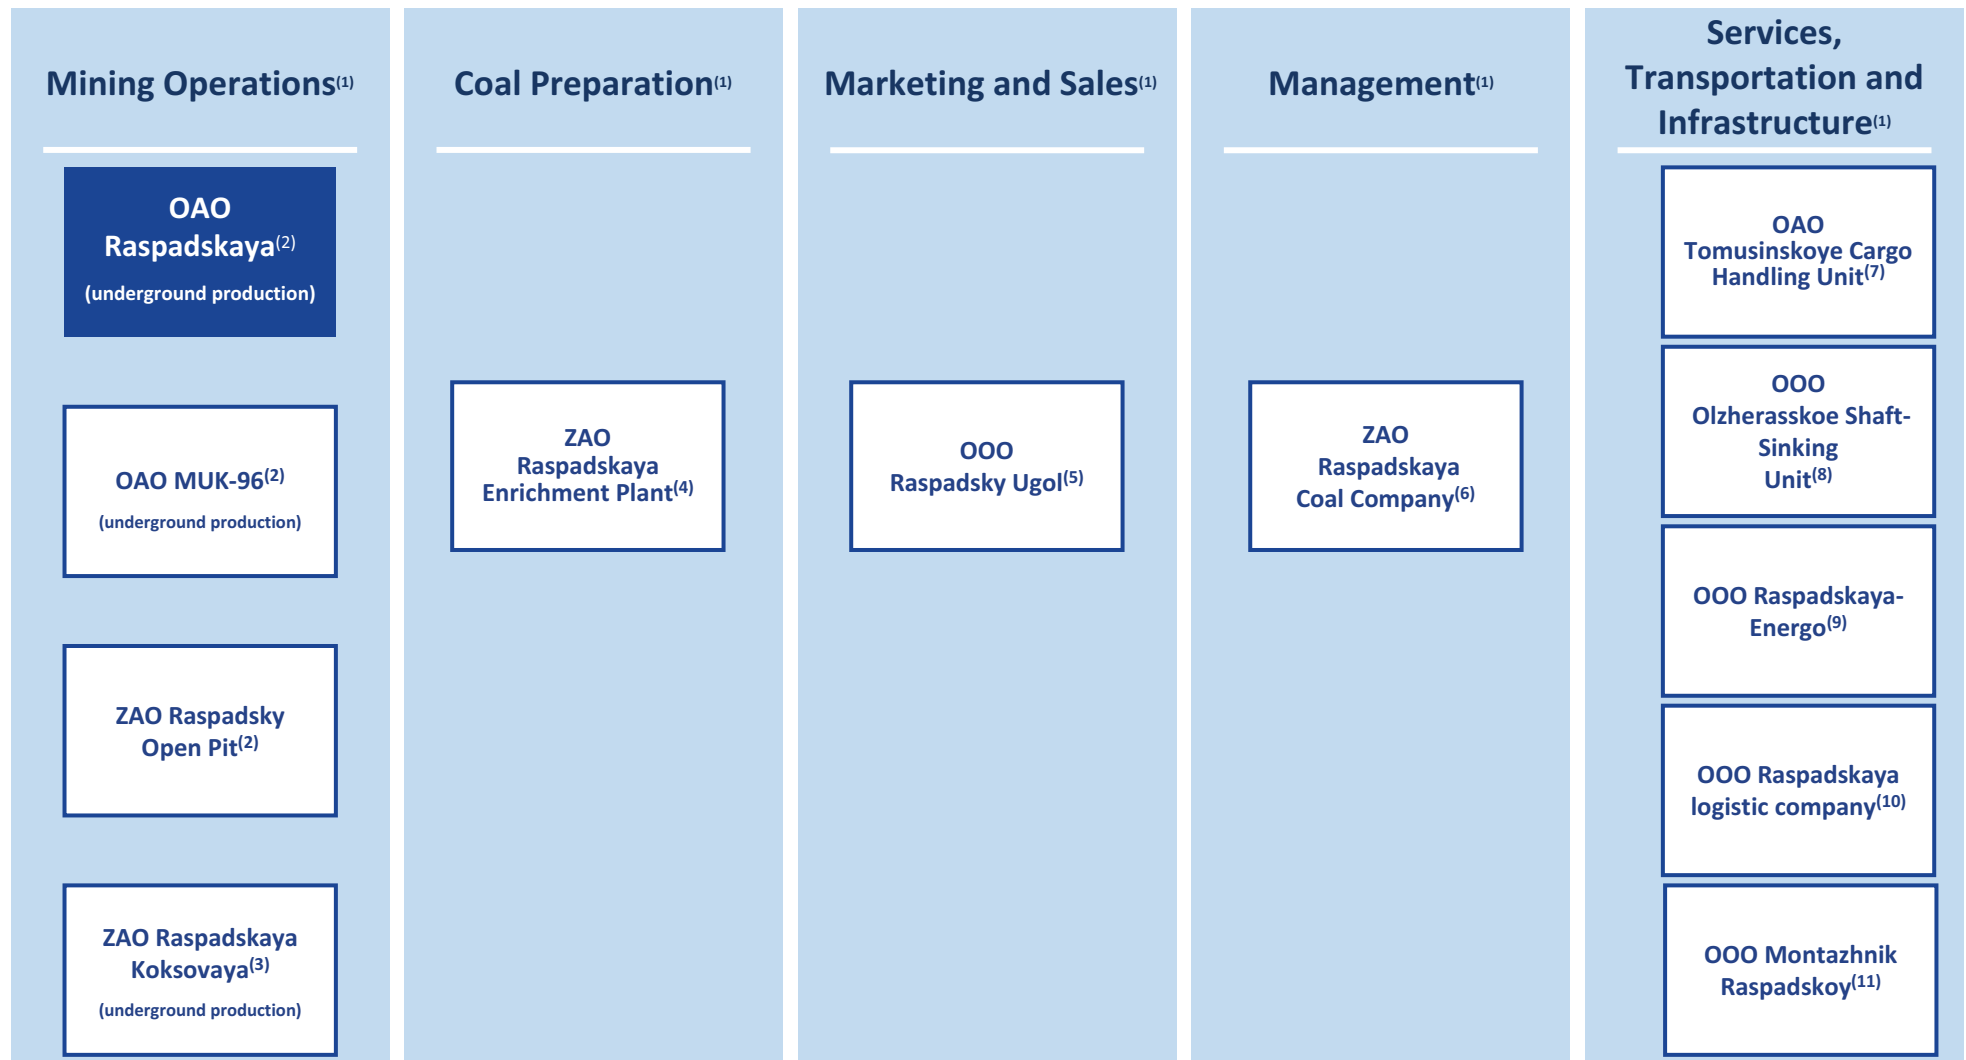 Mining Operations(1)
OAO
Raspadskaya(2)
(underground production)
OAO MUK-96(2)
(underground production)
ZAO Raspadsky
Open Pit(2)
ZAO Raspadskaya
Koksovaya(3)
(underground production)
Coal Preparation(1)
ZAO
Raspadskaya
Enrichment Plant(4)
Marketing and Sales(1)
OOO
Raspadsky Ugol(5)
Management(1)
ZAO
Raspadskaya
Coal Company(6)
Services,
Transportation and
Infrastructure(1)
OAO
Tomusinskoye Cargo
Handling Unit(7)
OOO
Olzherasskoe Shaft-
Sinking
Unit(8)
OOO Raspadskaya-
Energo(9)
OOO Raspadskaya
logistic company(10)
OOO Montazhnik
Raspadskoy(11)